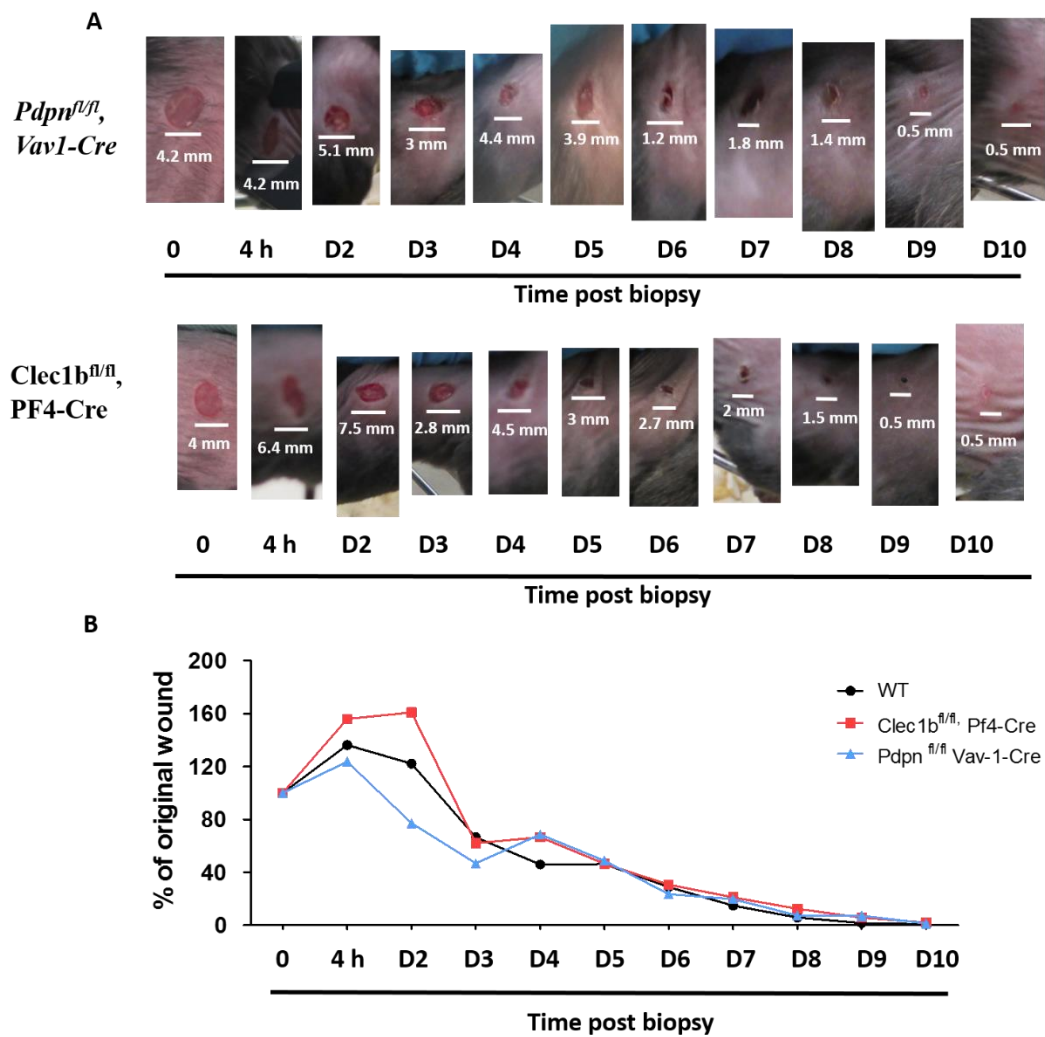 A
Pdpn^fl/fl,
Vav1-Cre
4.2 mm
4.2 mm
5.1 mm
3 mm
4.4 mm
3.9 mm
1.2 mm
1.8 mm
1.4 mm
0.5 mm
0.5 mm
0 4 h D2 D3 D4 D5 D6 D7 D8 D9 D10
Time post biopsy
Clec1b^fl/fl,
PF4-Cre
4 mm
6.4 mm
7.5 mm
2.8 mm
4.5 mm
3 mm
2.7 mm
2 mm
1.5 mm
0.5 mm
0.5 mm
0 4 h D2 D3 D4 D5 D6 D7 D8 D9 D10
Time post biopsy
B
% of original wound
200
160
120
80
40
0
WT
Clec1b^fl/fl, Pf4-Cre
Pdpn ^fl/fl Vav-1-Cre
0 4 h D2 D3 D4 D5 D6 D7 D8 D9 D10
Time post biopsy